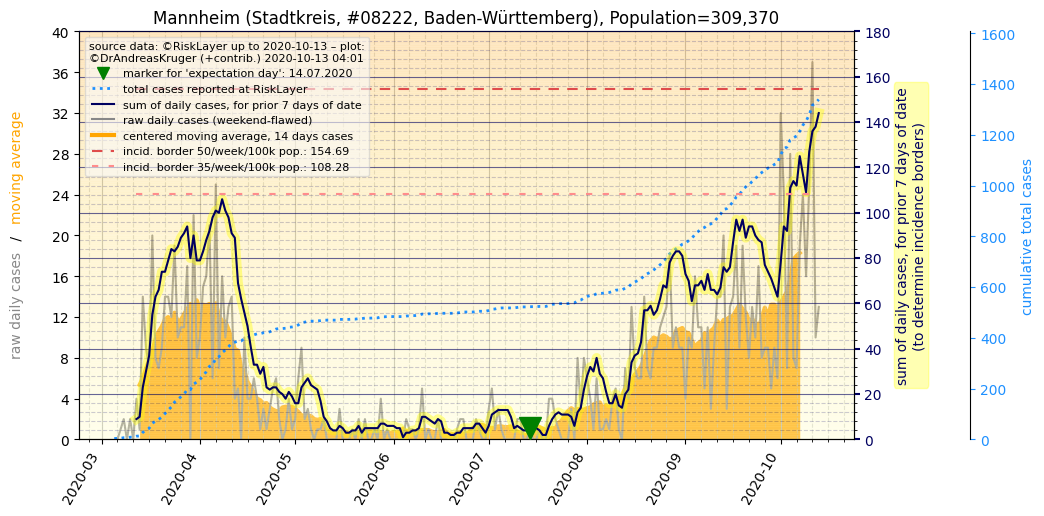 Mannheim (Stadtkreis, #08222, Baden-Württemberg), Population=309,370
source data: ©RiskLayer up to 2020-10-13 – plot:
©DrAndreasKruger (+contrib.) 2020-10-13 04:01
marker for 'expectation day': 14.07.2020
total cases reported at RiskLayer
sum of daily cases, for prior 7 days of date
raw daily cases (weekend-flawed)
centered moving average, 14 days cases
incid. border 50/week/100k pop.: 154.69
incid. border 35/week/100k pop.: 108.28
raw daily cases / moving average
40
36
32
28
24
20
16
12
8
4
0
2020-03
2020-04
2020-05
2020-06
2020-07
2020-08
2020-09
2020-10
180
160
140
120
100
80
60
40
20
0
sum of daily cases, for prior 7 days of date
(to determine incidence borders)
1600
1400
1200
1000
800
600
400
200
0
cumulative total cases